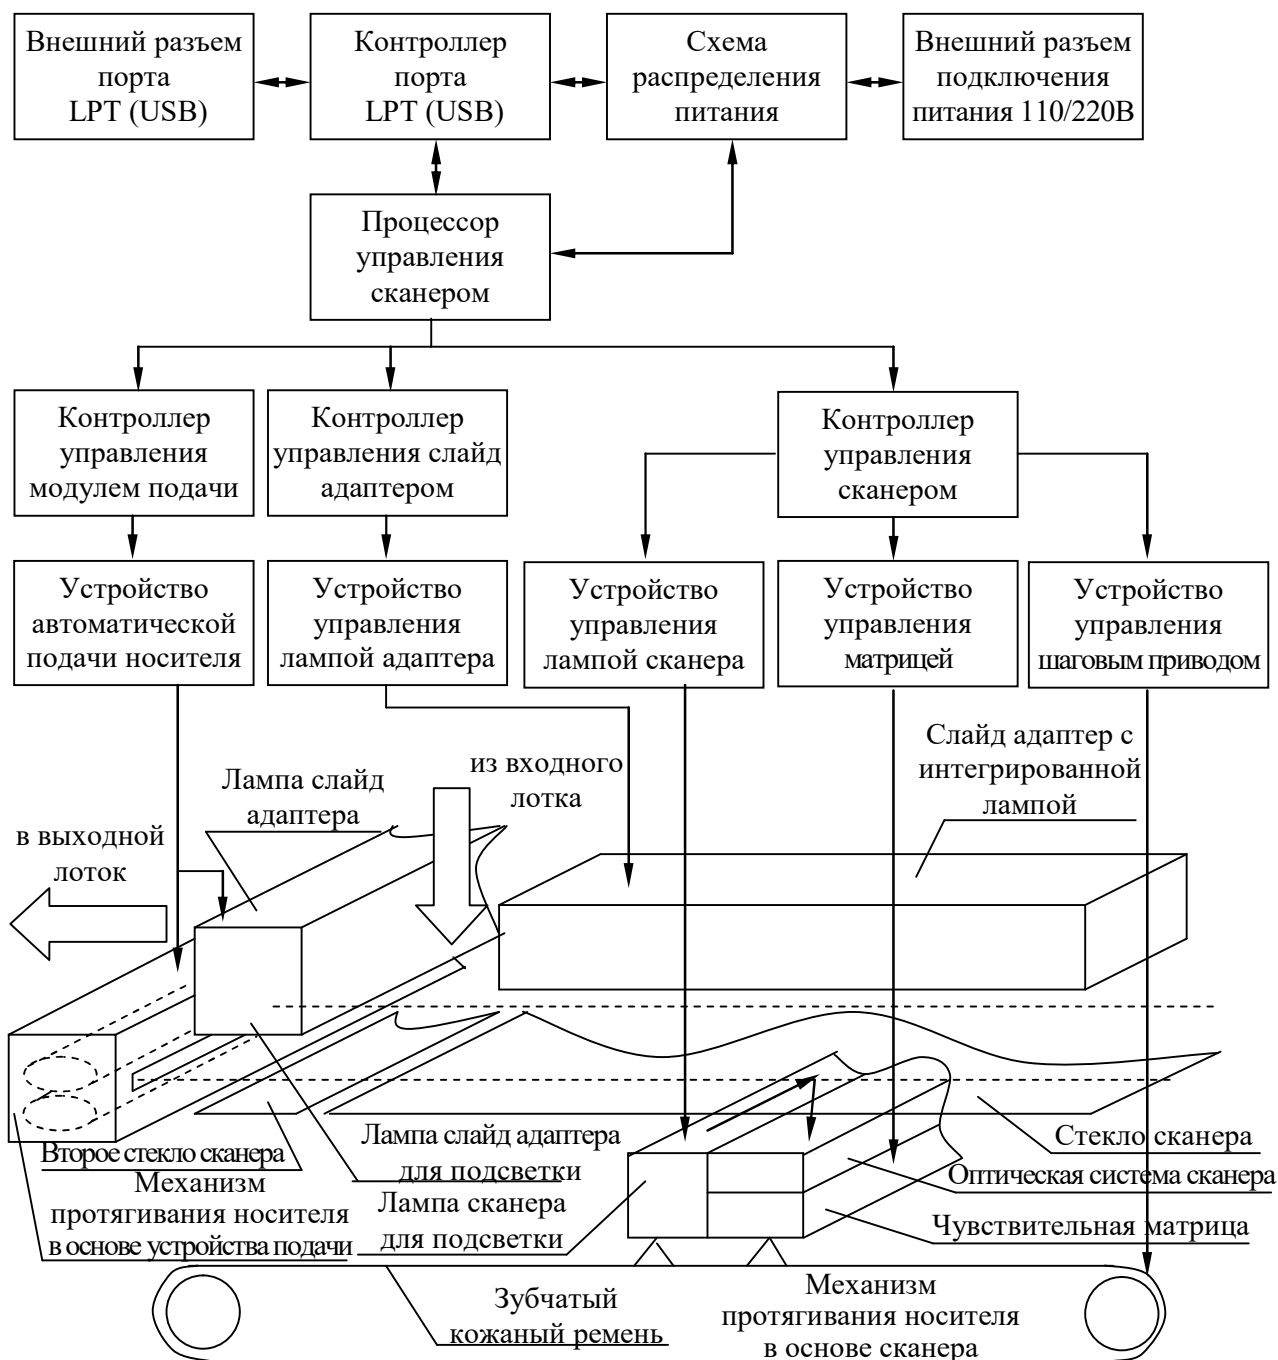 Внешний разъем
порта
LPT (USB)
Контроллер
порта
LPT (USB)
Схема
распределения
питания
Внешний разъем
подключения
питания 110/220В
Процессор
управления
сканером
Контроллер
управления
модулем подачи
Контроллер
управления слайд
адаптером
Контроллер
управления
сканером
Устройство
автоматической
подачи носителя
Устройство
управления
лампой адаптера
Устройство
управления
лампой сканера
Устройство
управления
матрицей
Устройство
управления
шаговым приводом
Слайд адаптер с
интегрированной
лампой
из входного
лотка
Лампа слайд
адаптера
в выходной
лоток
Второе стекло сканера
Механизм
протягивания носителя
в основе устройства подачи
Лампа слайд адаптера
для подсветки
Лампа сканера
для подсветки
Стекло сканера
Оптическая система сканера
Чувствительная матрица
Зубчатый
кожаный ремень
Механизм
протягивания носителя
в основе сканера